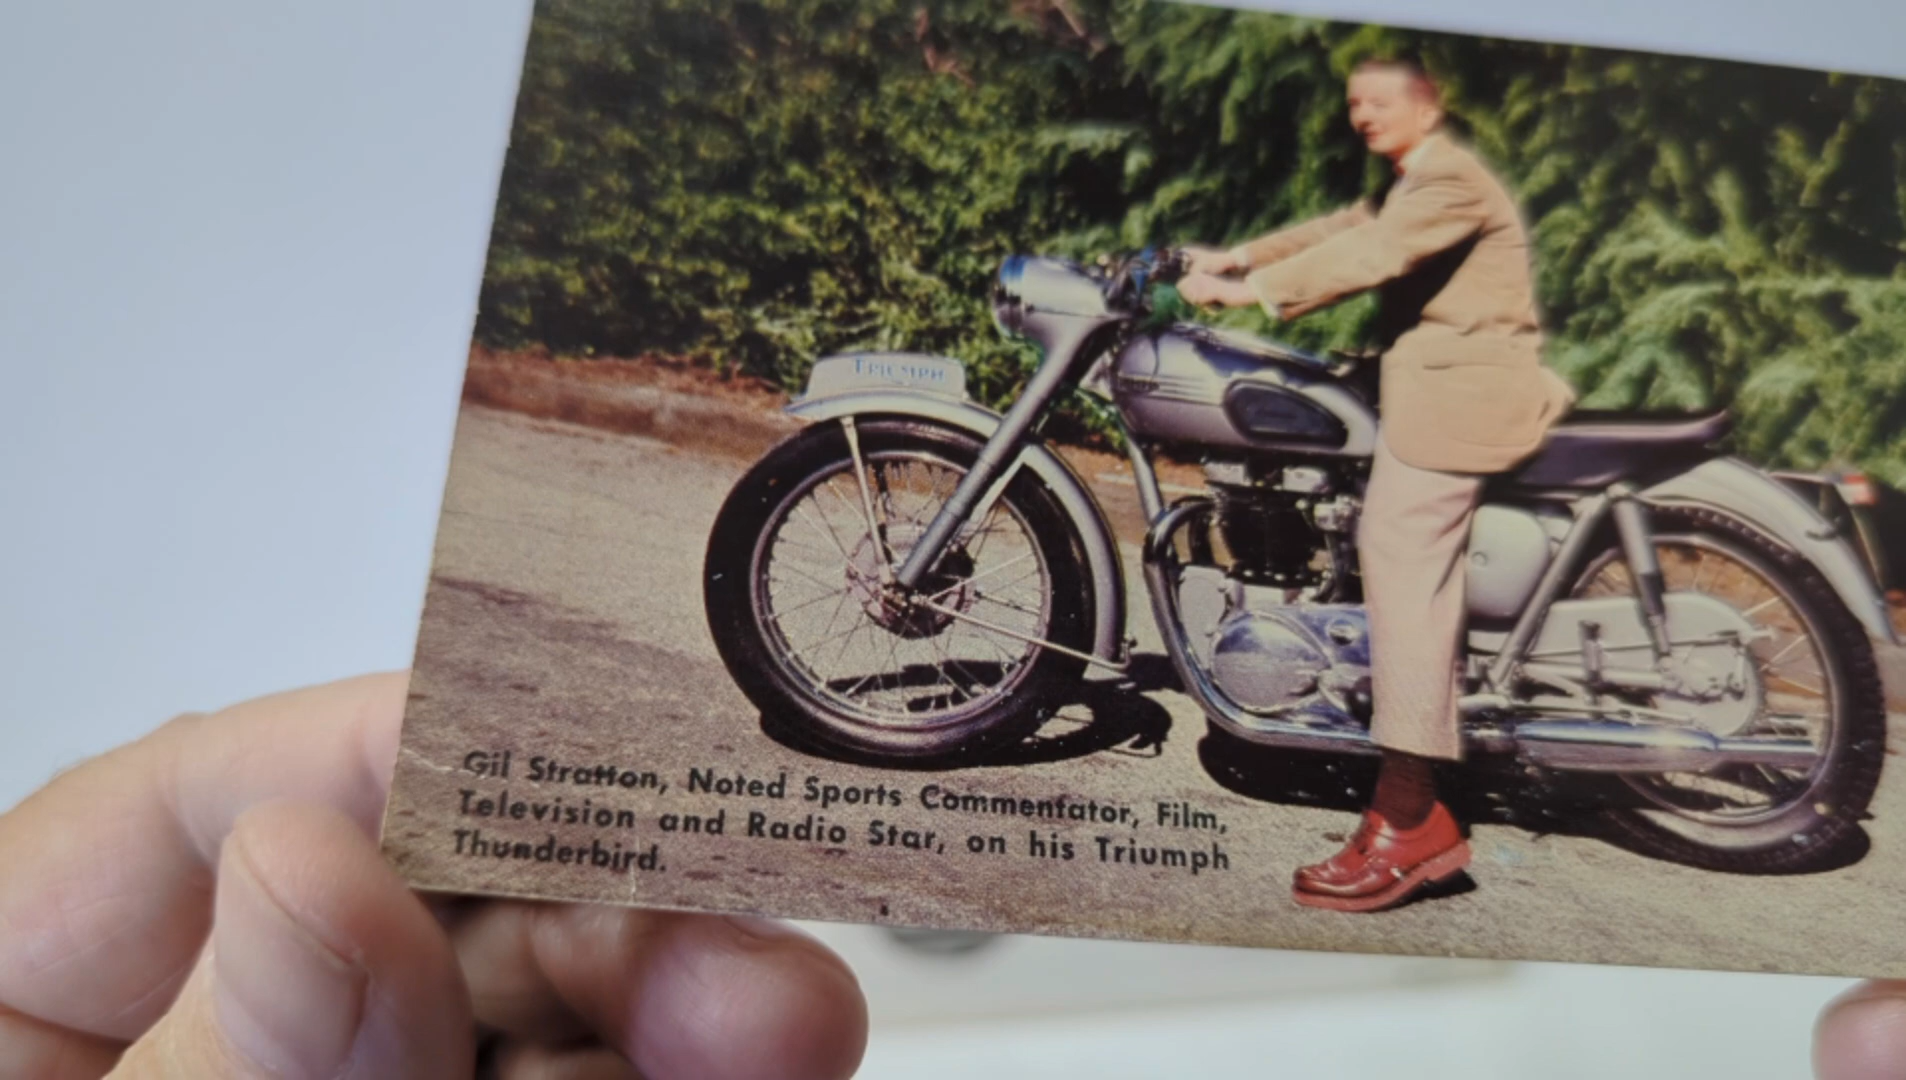 TRIUMPH
Gil Stratton, Noted Sports Commentator, Film,
Television and Radio Star, on his Triumph
Thunderbird.